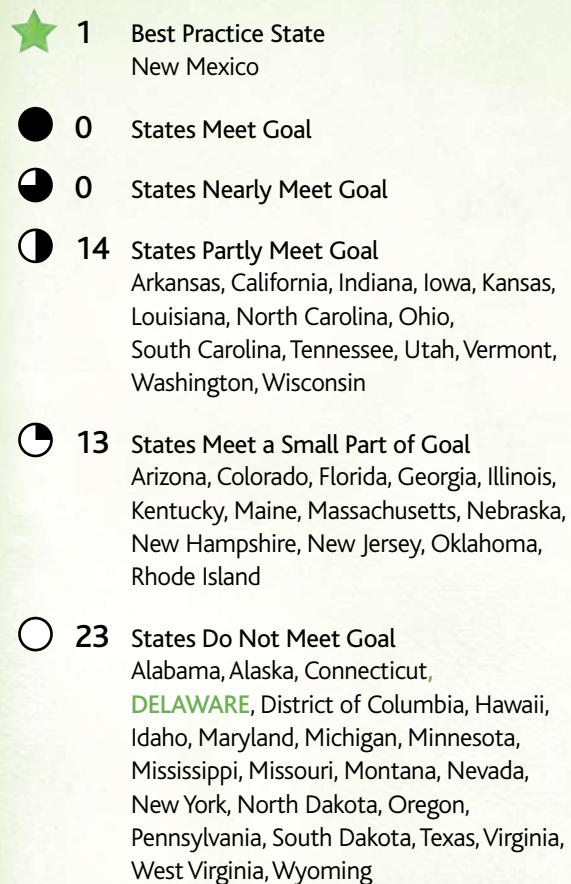 1 Best Practice State
New Mexico
0 States Meet Goal
0 States Nearly Meet Goal
14 States Partly Meet Goal
Arkansas, California, Indiana, Iowa, Kansas,
Louisiana, North Carolina, Ohio,
South Carolina, Tennessee, Utah, Vermont,
Washington, Wisconsin
13 States Meet a Small Part of Goal
Arizona, Colorado, Florida, Georgia, Illinois,
Kentucky, Maine, Massachusetts, Nebraska,
New Hampshire, New Jersey, Oklahoma,
Rhode Island
23 States Do Not Meet Goal
Alabama, Alaska, Connecticut,
DELAWARE, District of Columbia, Hawaii,
Idaho, Maryland, Michigan, Minnesota,
Mississippi, Missouri, Montana, Nevada,
New York, North Dakota, Oregon,
Pennsylvania, South Dakota, Texas, Virginia,
West Virginia, Wyoming